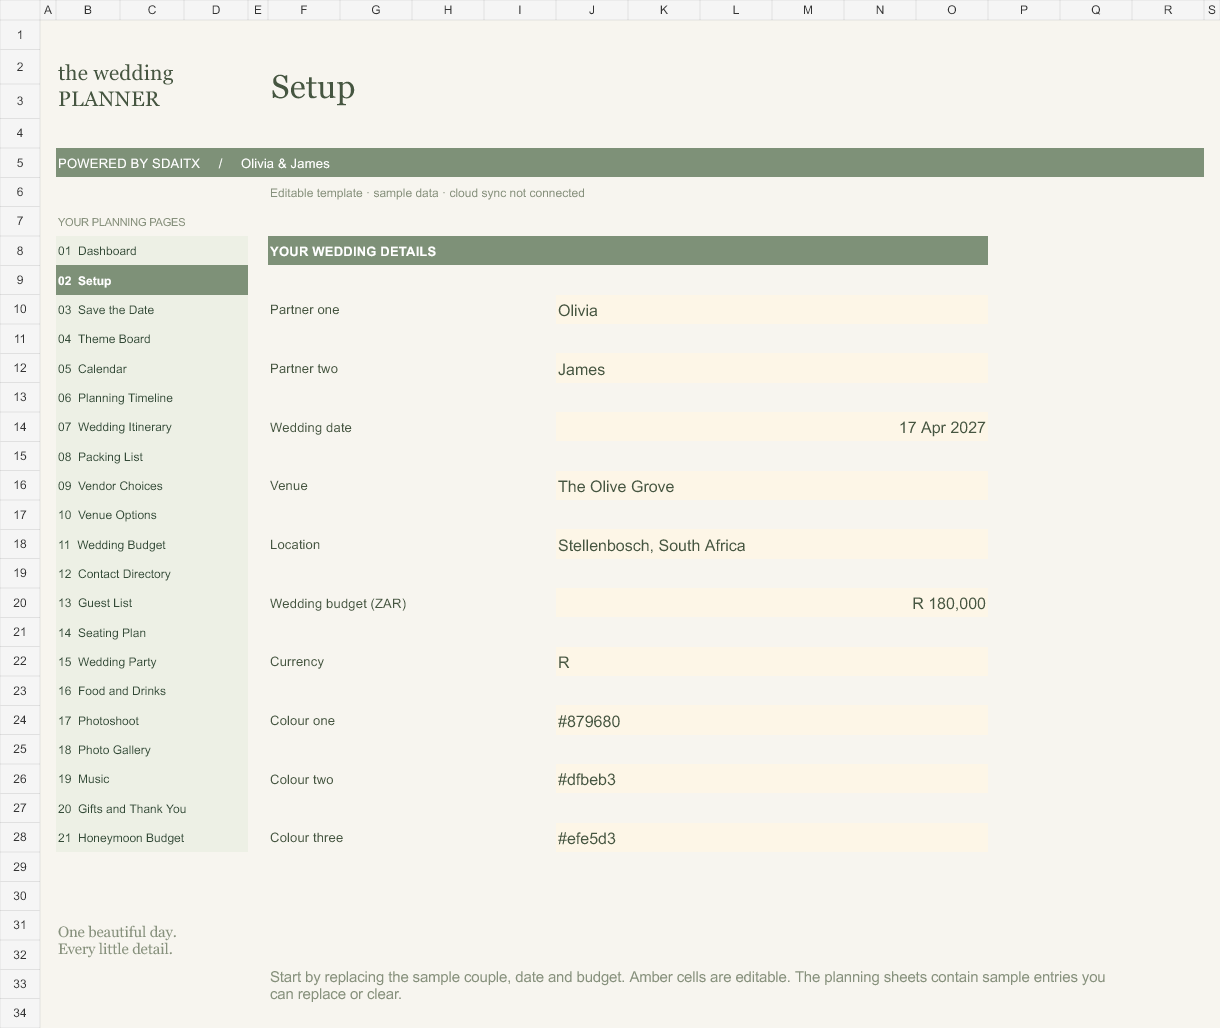 A B C D E F G H I J K L M N O P Q R S
1
2
3
4
5
6
7
8
9
10
11
12
13
14
15
16
17
18
19
20
21
22
23
24
25
26
27
28
29
30
31
32
33
34
the wedding
PLANNER
Setup
POWERED BY SDAITX / Olivia & James
Editable template · sample data · cloud sync not connected
YOUR PLANNING PAGES
01 Dashboard
02 Setup
03 Save the Date
04 Theme Board
05 Calendar
06 Planning Timeline
07 Wedding Itinerary
08 Packing List
09 Vendor Choices
10 Venue Options
11 Wedding Budget
12 Contact Directory
13 Guest List
14 Seating Plan
15 Wedding Party
16 Food and Drinks
17 Photoshoot
18 Photo Gallery
19 Music
20 Gifts and Thank You
21 Honeymoon Budget
One beautiful day.
Every little detail.
YOUR WEDDING DETAILS
Partner one Olivia
Partner two James
Wedding date 17 Apr 2027
Venue The Olive Grove
Location Stellenbosch, South Africa
Wedding budget (ZAR) R 180,000
Currency R
Colour one #879680
Colour two #dfbeb3
Colour three #efe5d3
Start by replacing the sample couple, date and budget. Amber cells are editable. The planning sheets contain sample entries you
can replace or clear.